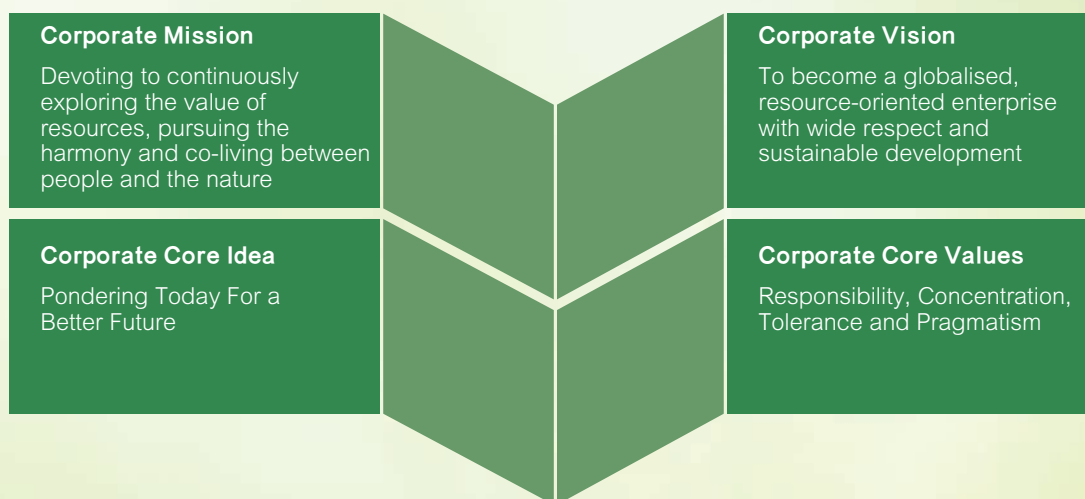 Corporate Mission
Devoting to continuously
exploring the value of
resources, pursuing the
harmony and co-living between
people and the nature
Corporate Vision
To become a globalised,
resource-oriented enterprise
with wide respect and
sustainable development
Corporate Core Idea
Pondering Today For a
Better Future
Corporate Core Values
Responsibility, Concentration,
Tolerance and Pragmatism